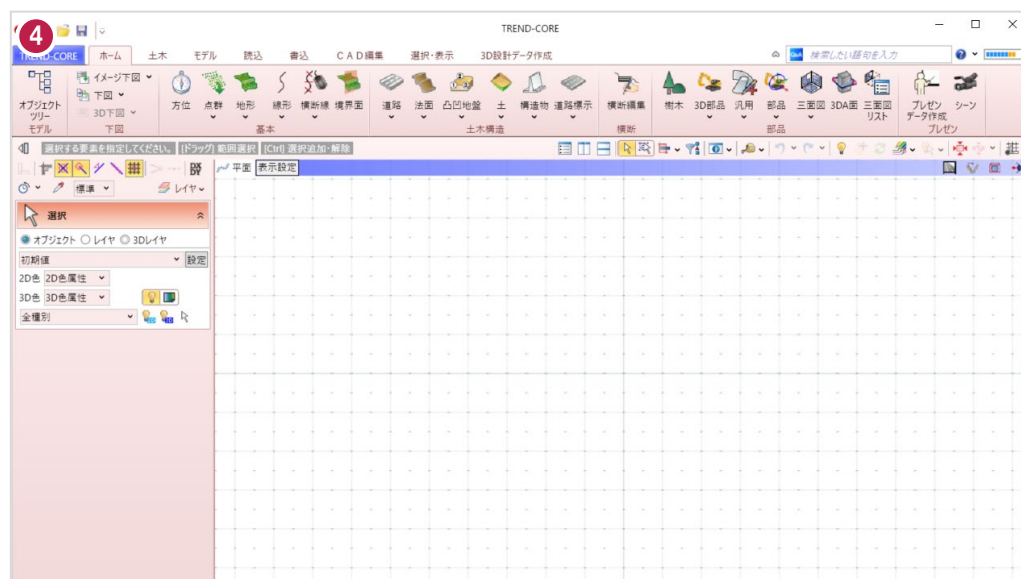 TREND-CORE
4
TREND-CORE ホーム 土木 モデル 読込 書込 CAD編集 選択・表示 3D設計データ作成 Q&A 検索したい語句を入力
オブジェクトツリー イメージ下図 下図 3D下図 方位 点群 地形 線形 横断線 境界面 道路 法面 凸凹地盤 土 構造物 道路標示 横断編集 樹木 3D部品 汎用 部品 三面図 3DA面 三面図リスト プレゼンデータ作成 シーン
モデル 下図 基本 土木構造 横断 部品 プレゼン
選択する要素を指定してください。 [ドラッグ] 範囲選択 [Ctrl] 選択追加・解除
平面 表示設定
標準 レイヤ
選択
オブジェクト レイヤ 3Dレイヤ
初期値 設定
2D色 2D色属性
3D色 3D色属性
全種別